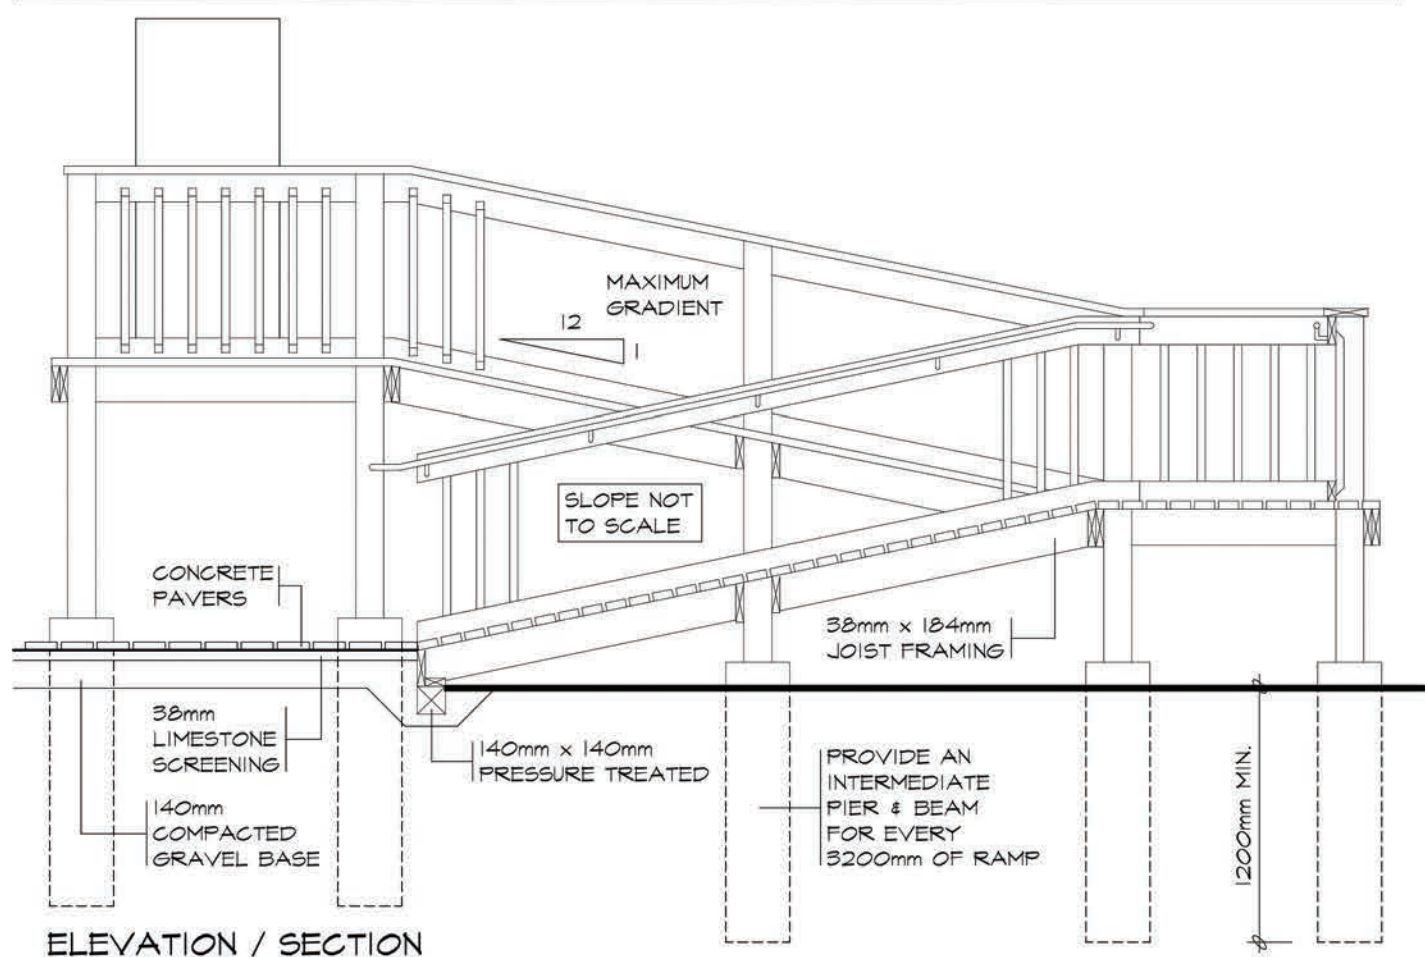 MAXIMUM
GRADIENT
12
1
SLOPE NOT
TO SCALE
CONCRETE
PAVERS
38mm x 184mm
JOIST FRAMING
38mm
LIMESTONE
SCREENING
140mm x 140mm
PRESSURE TREATED
PROVIDE AN
INTERMEDIATE
PIER & BEAM
FOR EVERY
3200mm OF RAMP
1200mm MIN.
140mm
COMPACTED
GRAVEL BASE
ELEVATION / SECTION